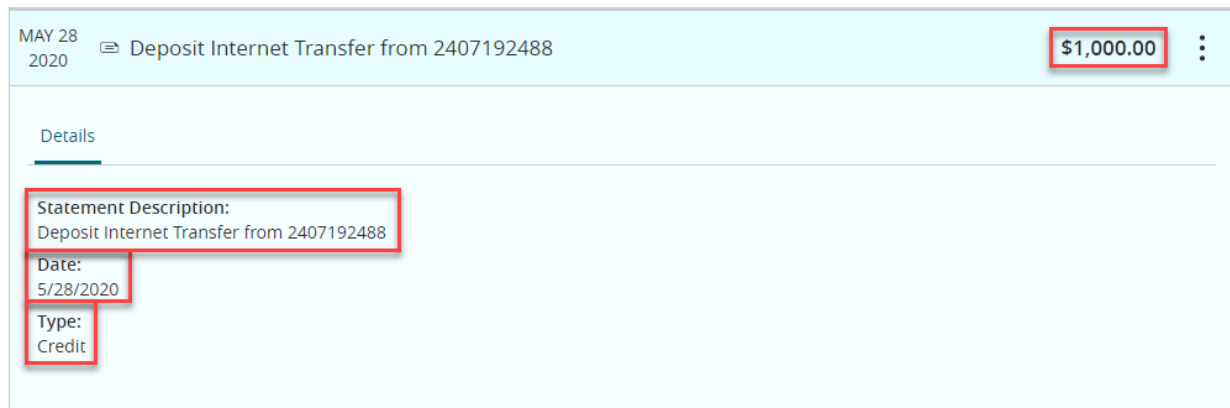 MAY 28
2020
Deposit Internet Transfer from 2407192488
$1,000.00
Details
Statement Description:
Deposit Internet Transfer from 2407192488
Date:
5/28/2020
Type:
Credit